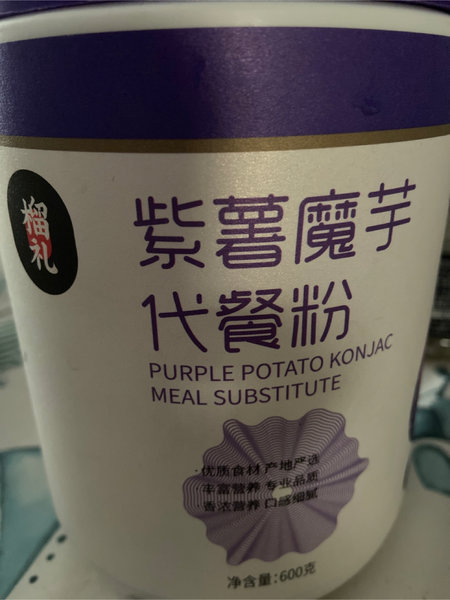 榴礼
紫薯魔芋
代餐粉
PURPLE POTATO KONJAC
MEAL SUBSTITUTE
·优质食材 产地严选
·丰富营养 专业品质
·香浓营养 口感细腻
净含量:600克